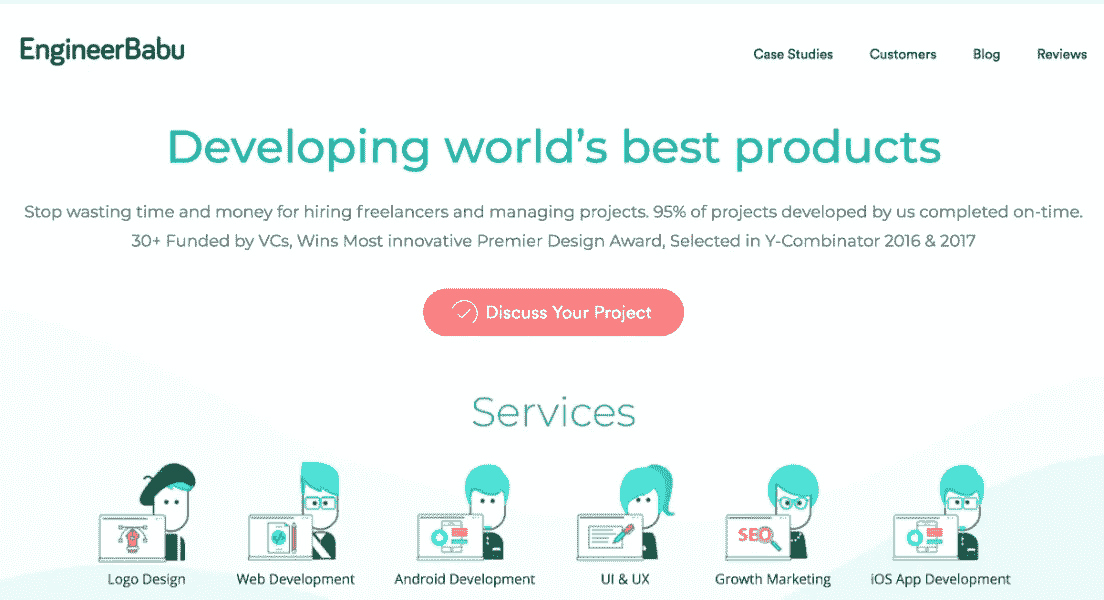 EngineerBabu
Case Studies Customers Blog Reviews
Developing world's best products
Stop wasting time and money for hiring freelancers and managing projects. 95% of projects developed by us completed on-time.
30+ Funded by VCs, Wins Most innovative Premier Design Award, Selected in Y-Combinator 2016 & 2017
Discuss Your Project
Services
SEO
Logo Design Web Development Android Development UI & UX Growth Marketing iOS App Development